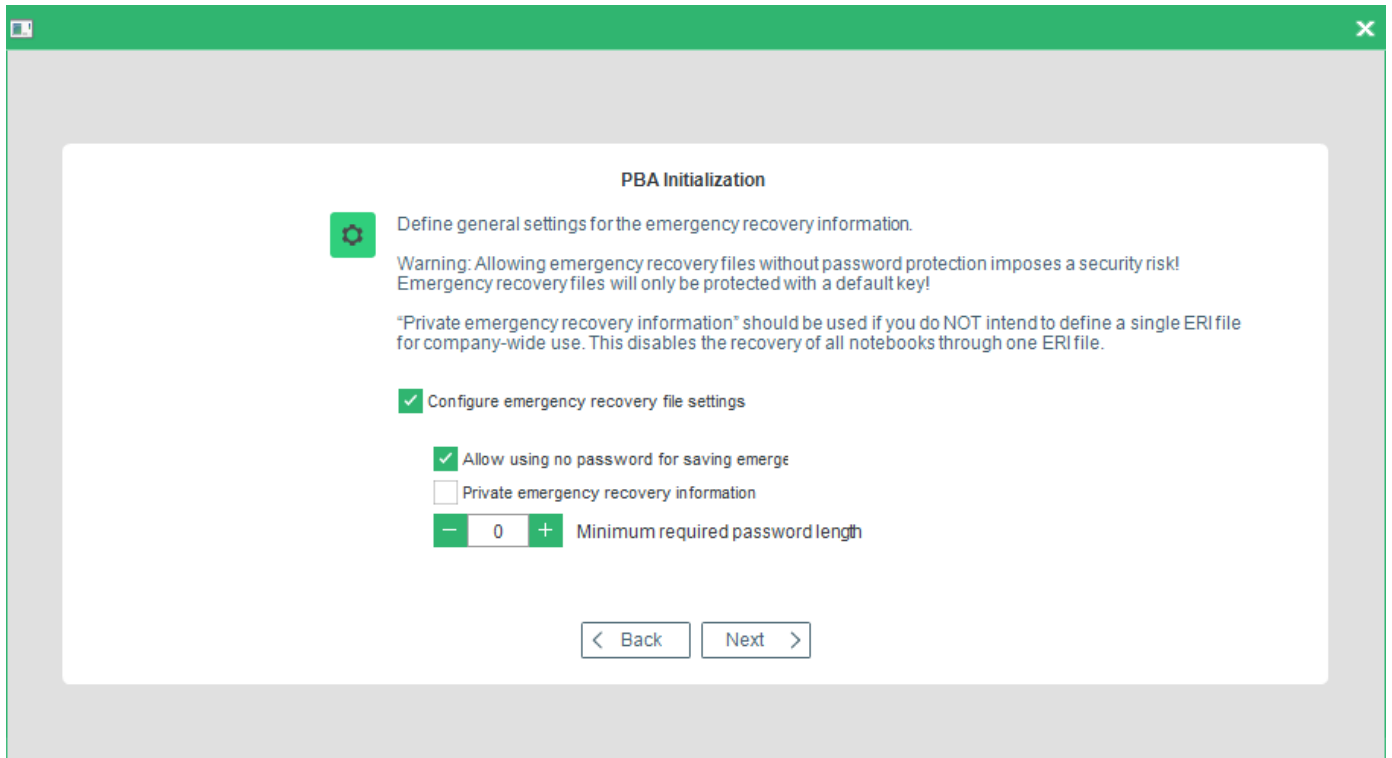 PBA Initialization
Define general settings for the emergency recovery information.
Warning: Allowing emergency recovery files without password protection imposes a security risk!
Emergency recovery files will only be protected with a default key!
“Private emergency recovery information” should be used if you do NOT intend to define a single ERI file
for company-wide use. This disables the recovery of all notebooks through one ERI file.
Configure emergency recovery file settings
Allow using no password for saving emerge
Private emergency recovery information
0 Minimum required password length
Back Next